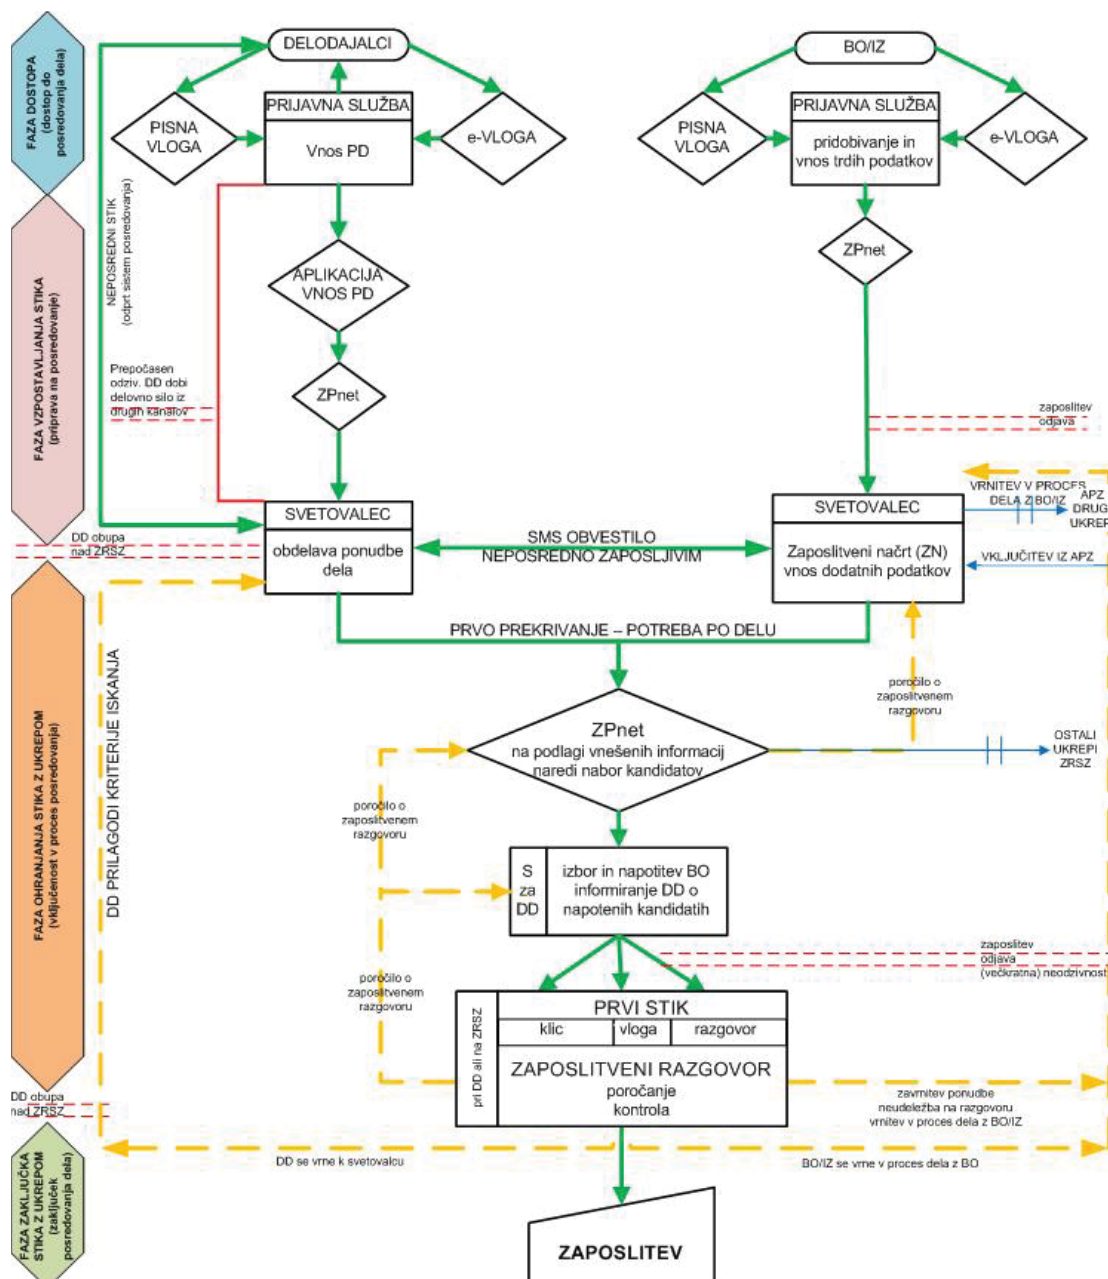 FAZA DOSTOPA
(dostop do
posredovanja dela)
FAZA VZPOSTAVLJANJA STIKA
(priprava na posredovanje)
FAZA OHRANJANJA STIKA Z UKREPOM
(vključenost v proces posredovanja)
FAZA ZAKLJUČKA
STIKA Z UKREPOM
(zaključek
posredovanja dela)
DELODAJALCI
PISNA
VLOGA
PRIJAVNA SLUŽBA
Vnos PD
e-VLOGA
BO/IZ
PISNA
VLOGA
PRIJAVNA SLUŽBA
pridobivanje in
vnos trdih podatkov
e-VLOGA
NEPOSREDNI STIK
(odprt sistem posredovanja)
APLIKACIJA
VNOS PD
ZPnet
ZPnet
Prepočasen
odziv. DD dobi
delovno silo iz
drugih kanalov
zaposlitev
odjava
SVETOVALEC
obdelava ponudbe
dela
SMS OBVESTILO
NEPOSREDNO ZAPOSLJIVIM
SVETOVALEC
Zaposlitveni načrt (ZN)
vnos dodatnih podatkov
VRNITEV V PROCES
DELA Z BO/IZ
APZ
DRUG
UKREP
VKLJUČITEV IZ APZ
DD obupa
nad ZRSZ
DD PRILAGODI KRITERIJE ISKANJA
PRVO PREKRIVANJE – POTREBA PO DELU
ZPnet
na podlagi vnešenih informacij
naredi nabor kandidatov
poročilo o
zaposlitvenem
razgovoru
OSTALI
UKREPI
ZRSZ
poročilo o
zaposlitvenem
razgovoru
S
za
DD
izbor in napotitev BO
informiranje DD o
napotenih kandidatih
zaposlitev
odjava
(večkratna) neodzivnost
poročilo o
zaposlitvenem
razgovoru
pri DD ali na ZRSZ
PRVI STIK
klic
vloga
razgovor
ZAPOSLITVENI RAZGOVOR
poročanje
kontrola
zavrnitev ponudbe
neudeležba na razgovoru
vrnitev v proces dela z BO/IZ
DD obupa
nad ZRSZ
DD se vrne k svetovalcu
BO/IZ se vrne v proces dela z BO
ZAPOSLITEV